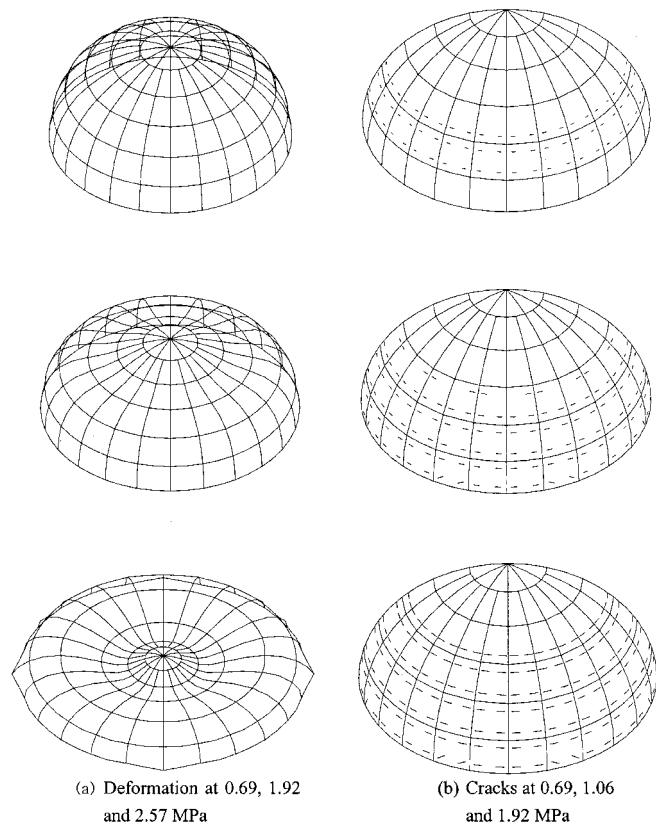 (a) Deformation at 0.69, 1.92
and 2.57 MPa
(b) Cracks at 0.69, 1.06
and 1.92 MPa